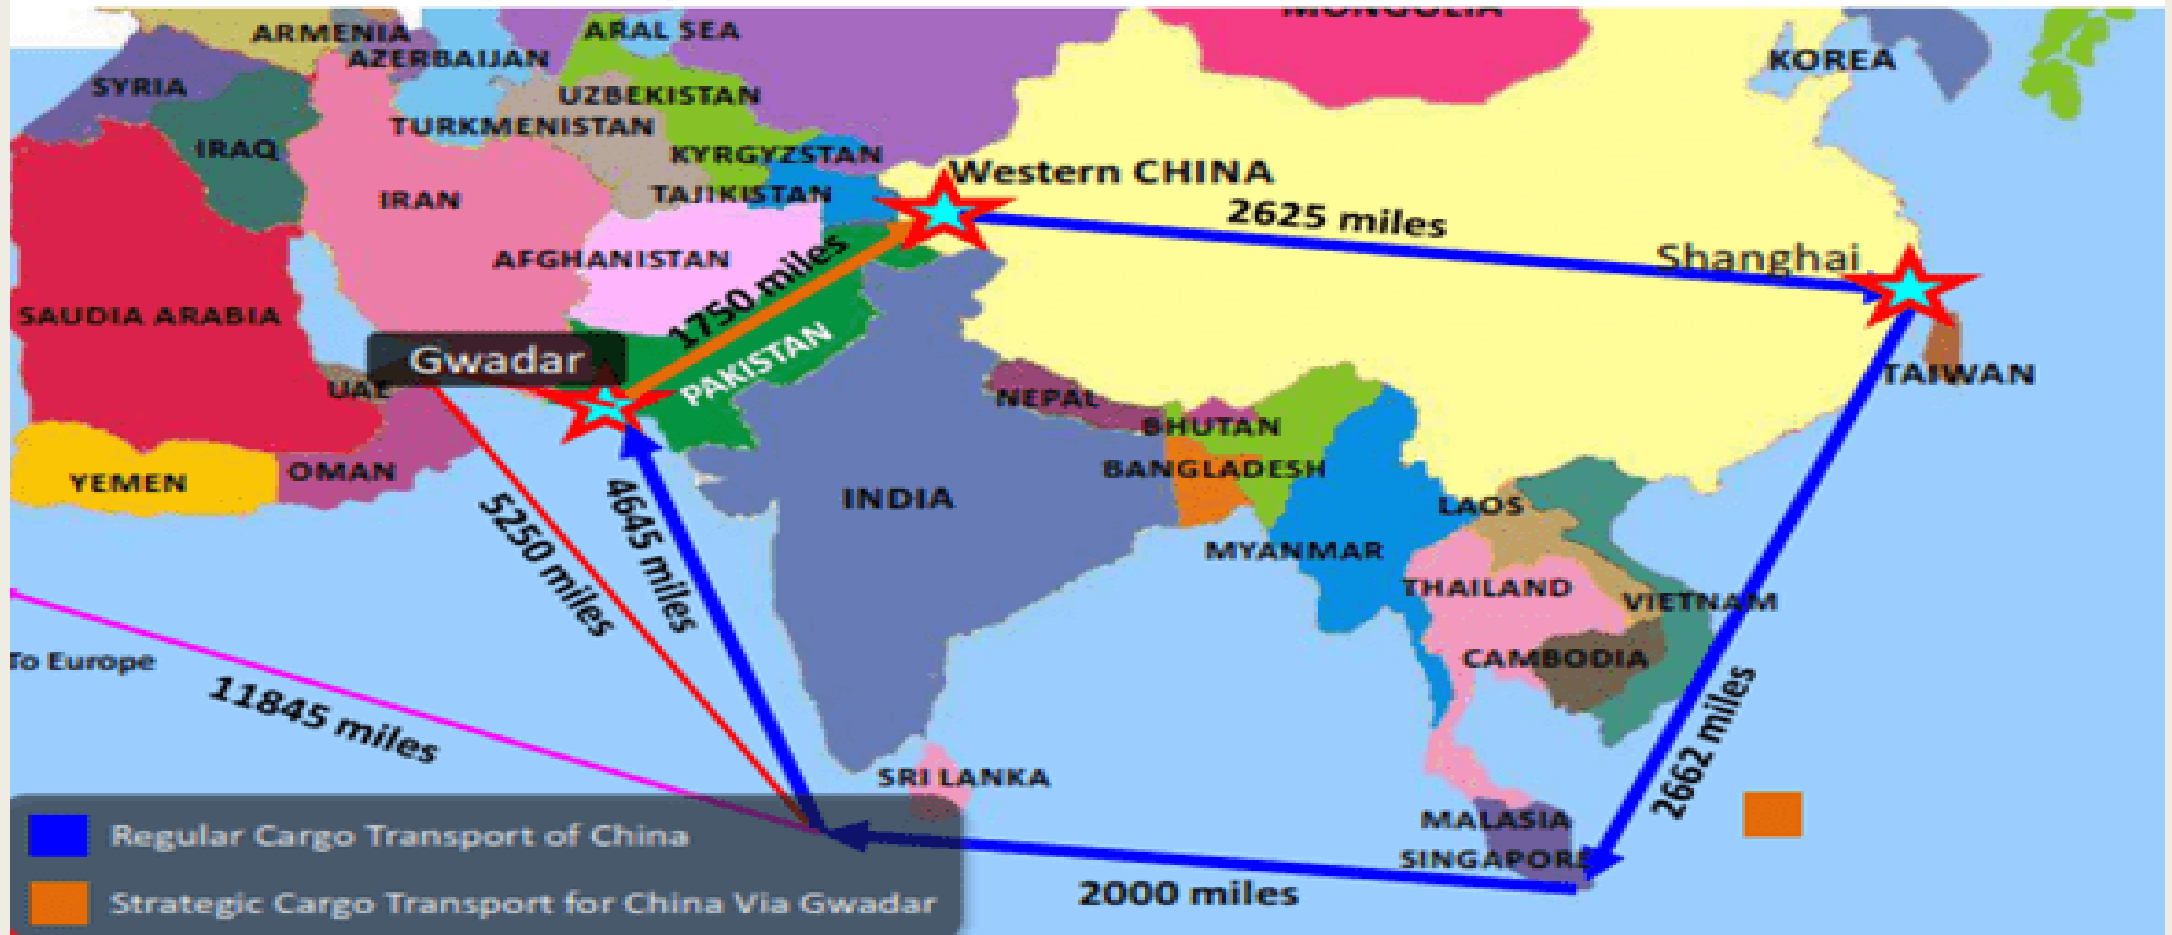 MONGOLIA
ARMENIA
ARAL SEA
AZERBAIJAN
KOREA
SYRIA
UZBEKISTAN
TURKMENISTAN
IRAQ
KYRGYZSTAN
Western CHINA
TAJIKISTAN
IRAN
2625 miles
AFGHANISTAN
Shanghai
1750 miles
SAUDIA ARABIA
Gwadar
PAKISTAN
UAE
TAIWAN
NEPAL
BHUTAN
BANGLADESH
OMAN
YEMEN
INDIA
LAOS
5250 miles
4645 miles
MYANMAR
THAILAND
VIETNAM
To Europe
CAMBODIA
11845 miles
2662 miles
SRI LANKA
MALASIA
SINGAPORE
2000 miles
Regular Cargo Transport of China
Strategic Cargo Transport for China Via Gwadar